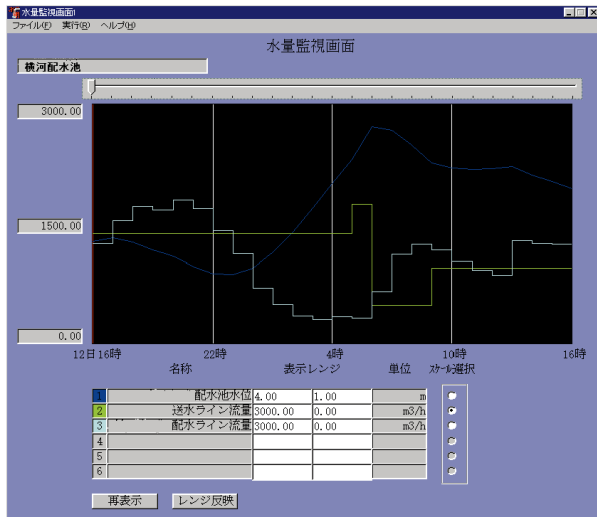 水量監視画面
ファイル(F) 実行(R) ヘルプ(H)
水量監視画面
横河配水池
3000.00
1500.00
0.00
12日16時 22時 4時 10時 16時
名称 表示レンジ 単位 スケール選択
1 配水池水位 4.00 1.00 m
2 送水ライン流量 3000.00 0.00 m3/h
3 配水ライン流量 3000.00 0.00 m3/h
4
5
6
再表示 レンジ反映